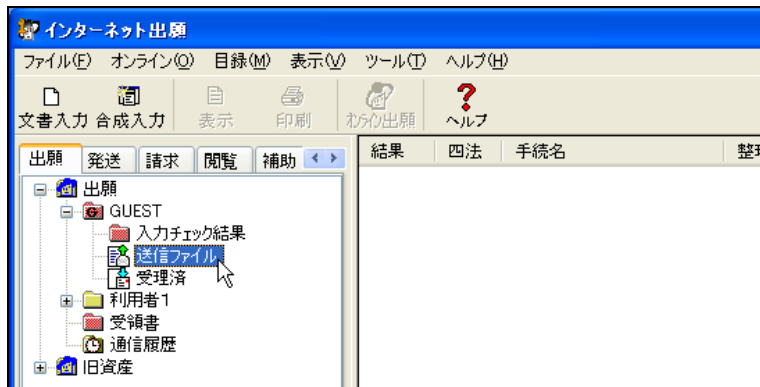 インターネット出願
ファイル(F) オンライン(O) 目録(M) 表示(V) ツール(T) ヘルプ(H)
文書入力 合成入力 表示 印刷 オンライン出願 ヘルプ
出願 発送 請求 閲覧 補助
結果 四法 手続名
出願
GUEST
入力チェック結果
送信ファイル
受理済
利用者1
受領書
通信履歴
旧資産